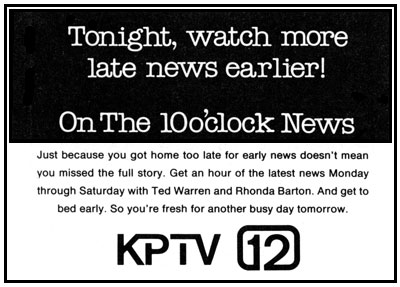 Tonight, watch more
late news earlier!
On The 10 o'clock News
Just because you got home too late for early news doesn't mean
you missed the full story. Get an hour of the latest news Monday
through Saturday with Ted Warren and Rhonda Barton. And get to
bed early. So you're fresh for another busy day tomorrow.
KPTV 12